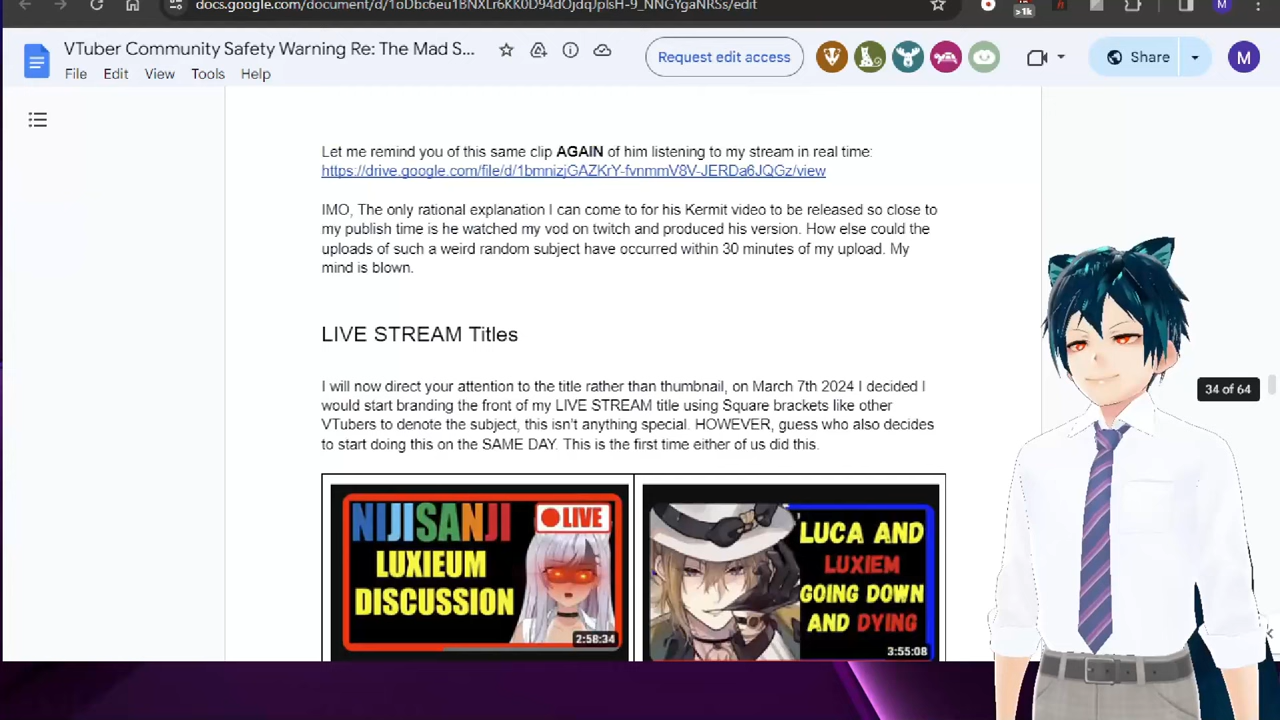 docs.google.com/document/d/1oDbc6eu1BNXLr6KK0D94dOjdqJplsH-9_NNGYgaNRSs/edit
>1k
M
VTuber Community Safety Warning Re: The Mad S...
Request edit access
Share
M
File Edit View Tools Help
Let me remind you of this same clip AGAIN of him listening to my stream in real time:
https://drive.google.com/file/d/1bmnizjGAZKrY-fvnmmV8V-JERDa6JQGz/view
IMO, The only rational explanation I can come to for his Kermit video to be released so close to
my publish time is he watched my vod on twitch and produced his version. How else could the
uploads of such a weird random subject have occurred within 30 minutes of my upload. My
mind is blown.
LIVE STREAM Titles
34 of 64
I will now direct your attention to the title rather than thumbnail, on March 7th 2024 I decided I
would start branding the front of my LIVE STREAM title using Square brackets like other
VTubers to denote the subject, this isn't anything special. HOWEVER, guess who also decides
to start doing this on the SAME DAY. This is the first time either of us did this.
NIJISANJI
LIVE
LUXIEUM
DISCUSSION
2:58:34
LUCA AND
LUXIEM
GOING DOWN
AND DYING
3:55:08